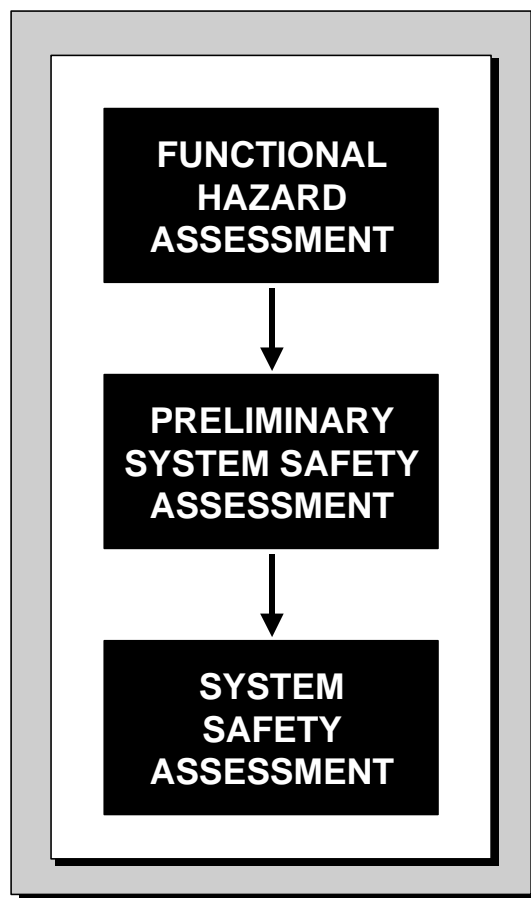 FUNCTIONAL
HAZARD
ASSESSMENT
PRELIMINARY
SYSTEM SAFETY
ASSESSMENT
SYSTEM
SAFETY
ASSESSMENT